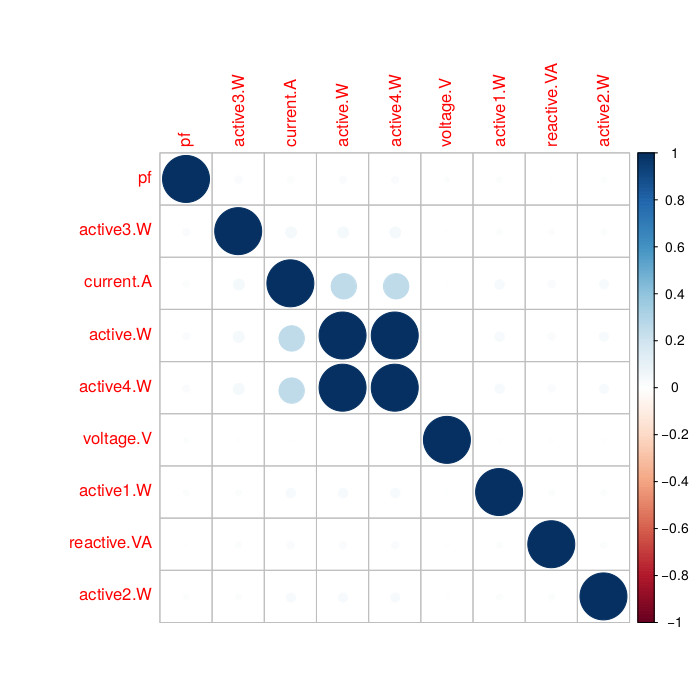 pf
active3.W
current.A
active.W
active4.W
voltage.V
active1.W
reactive.VA
active2.W
pf
active3.W
current.A
active.W
active4.W
voltage.V
active1.W
reactive.VA
active2.W
1
0.8
0.6
0.4
0.2
0
−0.2
−0.4
−0.6
−0.8
−1